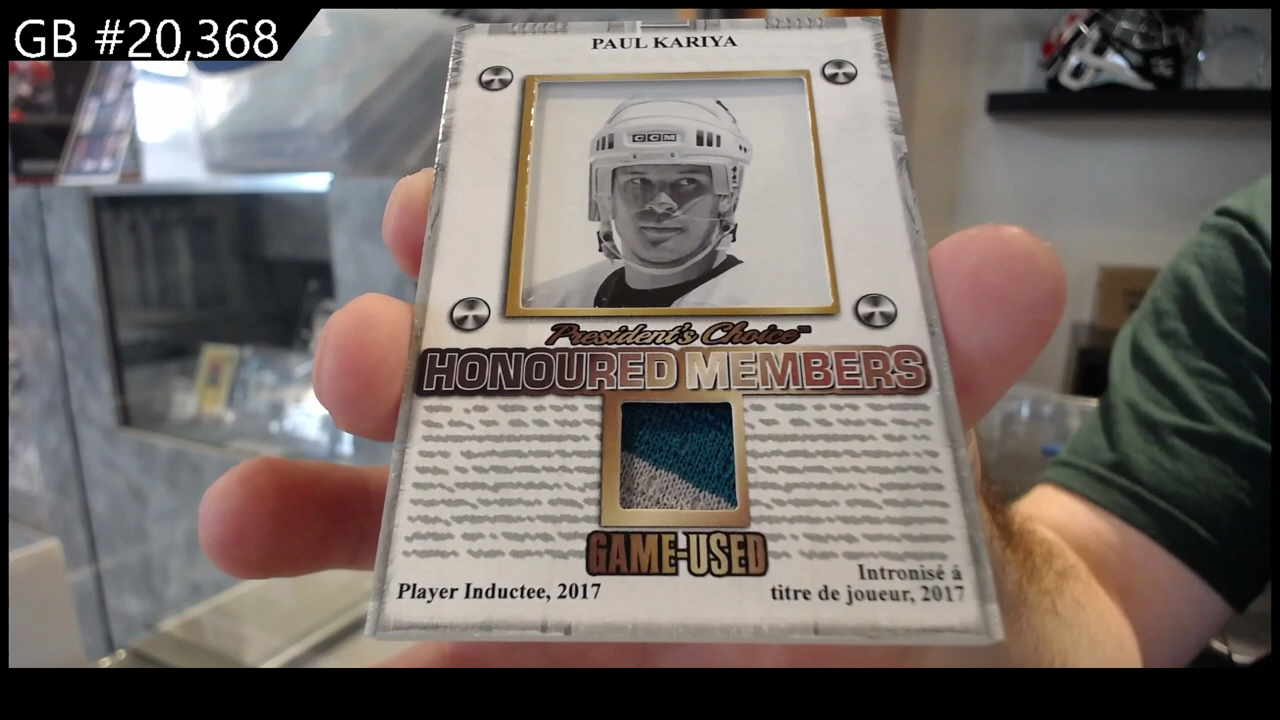 GB #20,368
PAUL KARIYA
CCM
President's Choice™
HONOURED MEMBERS
GAME-USED
Player Inductee, 2017
Intronisé á
titre de joueur, 2017